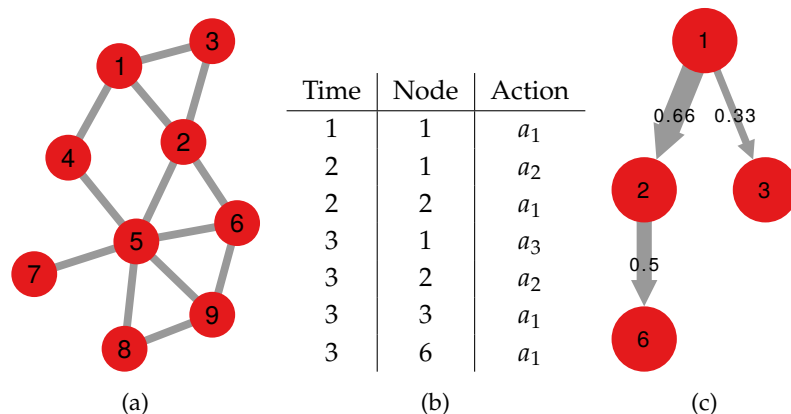 3
1
2
4
6
5
7
9
8
(a)
Time Node Action
1 1 a₁
2 1 a₂
2 2 a₁
3 1 a₃
3 2 a₂
3 3 a₁
3 6 a₁
(b)
1
0.66 0.33
2 3
0.5
6
(c)